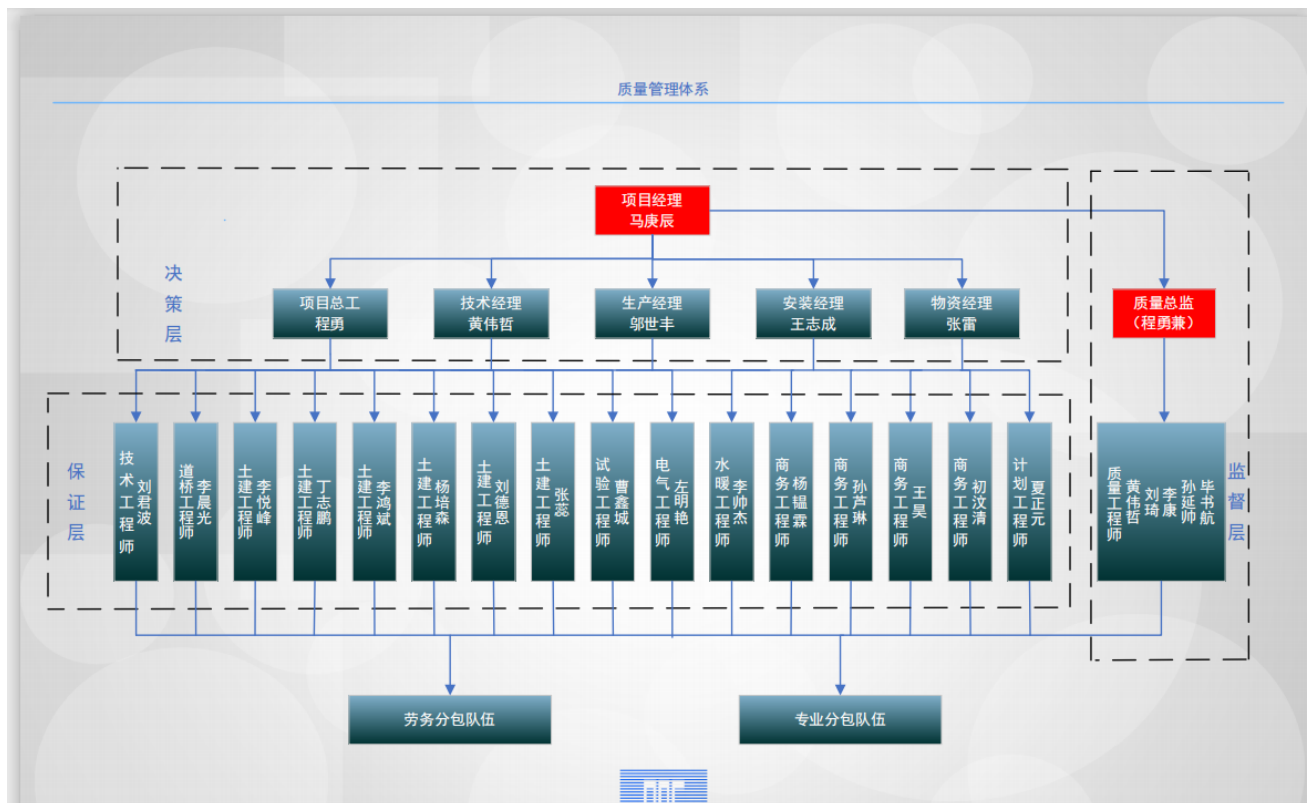 质量管理体系
项目经理
马庚辰
决策层
项目总工
程勇
技术经理
黄伟哲
生产经理
邬世丰
安装经理
王志成
物资经理
张雷
质量总监
（程勇兼）
保证层
技术工程师
刘君波
道桥工程师
李晨光
土建工程师
李悦峰
土建工程师
丁志鹏
土建工程师
李鸿斌
土建工程师
杨培森
土建工程师
刘德恩
土建工程师
张蕊
试验工程师
曹鑫城
电气工程师
左明艳
水暖工程师
李帅杰
商务工程师
杨韫霖
商务工程师
孙芦琳
商务工程师
王昊
商务工程师
初汶清
计划工程师
夏正元
质量工程师
黄伟哲
刘琦
李康
孙延帅
毕书航
监督层
劳务分包队伍
专业分包队伍